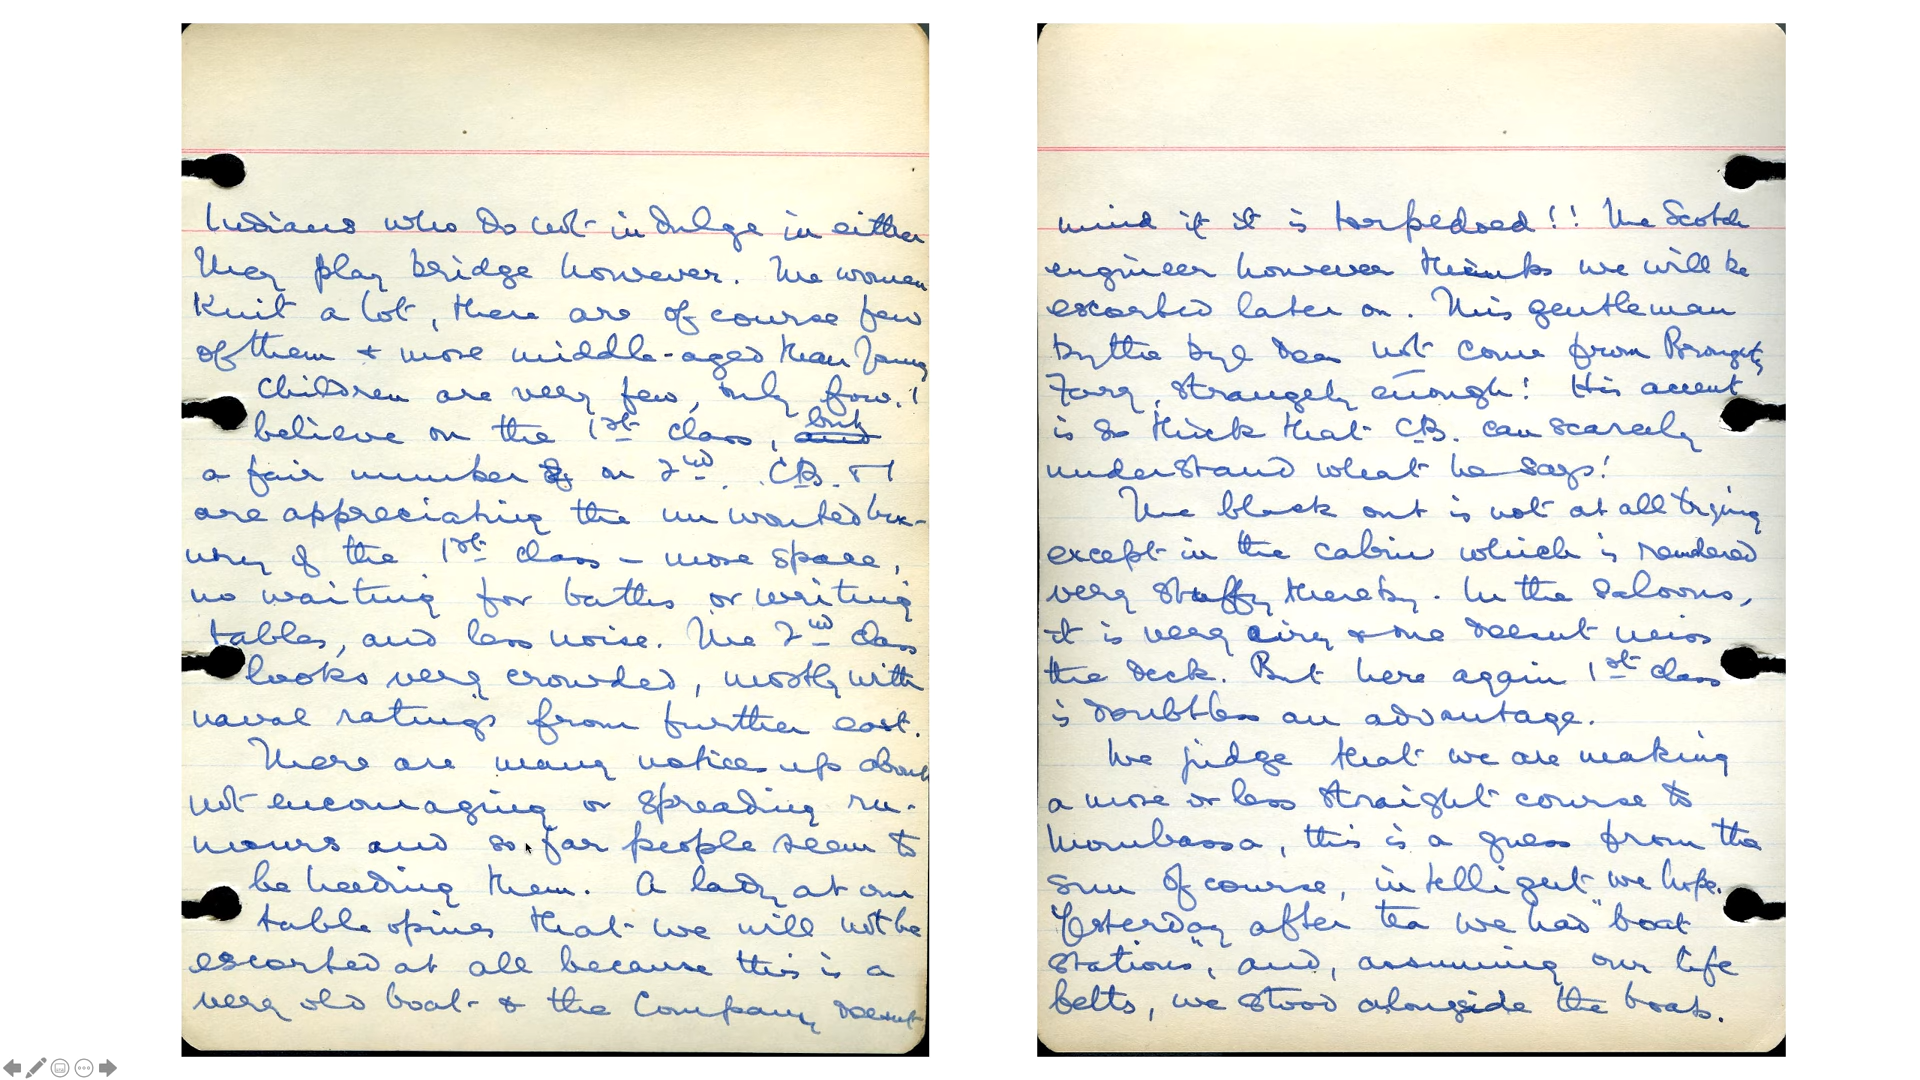 Indians who do not indulge in either
They play bridge however. The women
Knit a lot, there are of course few
of them & more middle-aged than young
Children are very few, only four I
believe on the 1st class, but
a fair number on 2nd. C.B. & I
are appreciating the unwonted lux-
ury of the 1st class – more space,
no waiting for baths or writing
tables, and less noise. The 2nd class
looks very crowded, mostly with
naval ratings from further east.
There are many notices up about
not encouraging or spreading ru-
mours and so far people seem to
be heeding them. A lady at our
table opines that we will not be
escorted at all because this is a
very old boat & the Company doesnt
mind if it is torpedoed!! The Scotch
engineer however thinks we will be
escorted later on. This gentleman
by the bye does not come from Broughty
Ferry, strangely enough! His accent
is so thick that C.B. can scarcely
understand what he says!
The black out is not at all trying
except in the cabin which is rendered
very stuffy thereby. In the Saloons,
it is very airy & one doesnt miss
the deck. But here again 1st class
is doubtless an advantage.
We judge that we are making
a more or less straight course to
Mombassa, this is a guess from the
sun of course, intelligent we hope.
Yesterday after tea we had "boat
stations", and, assuming our life
belts, we stood alongside the boats.